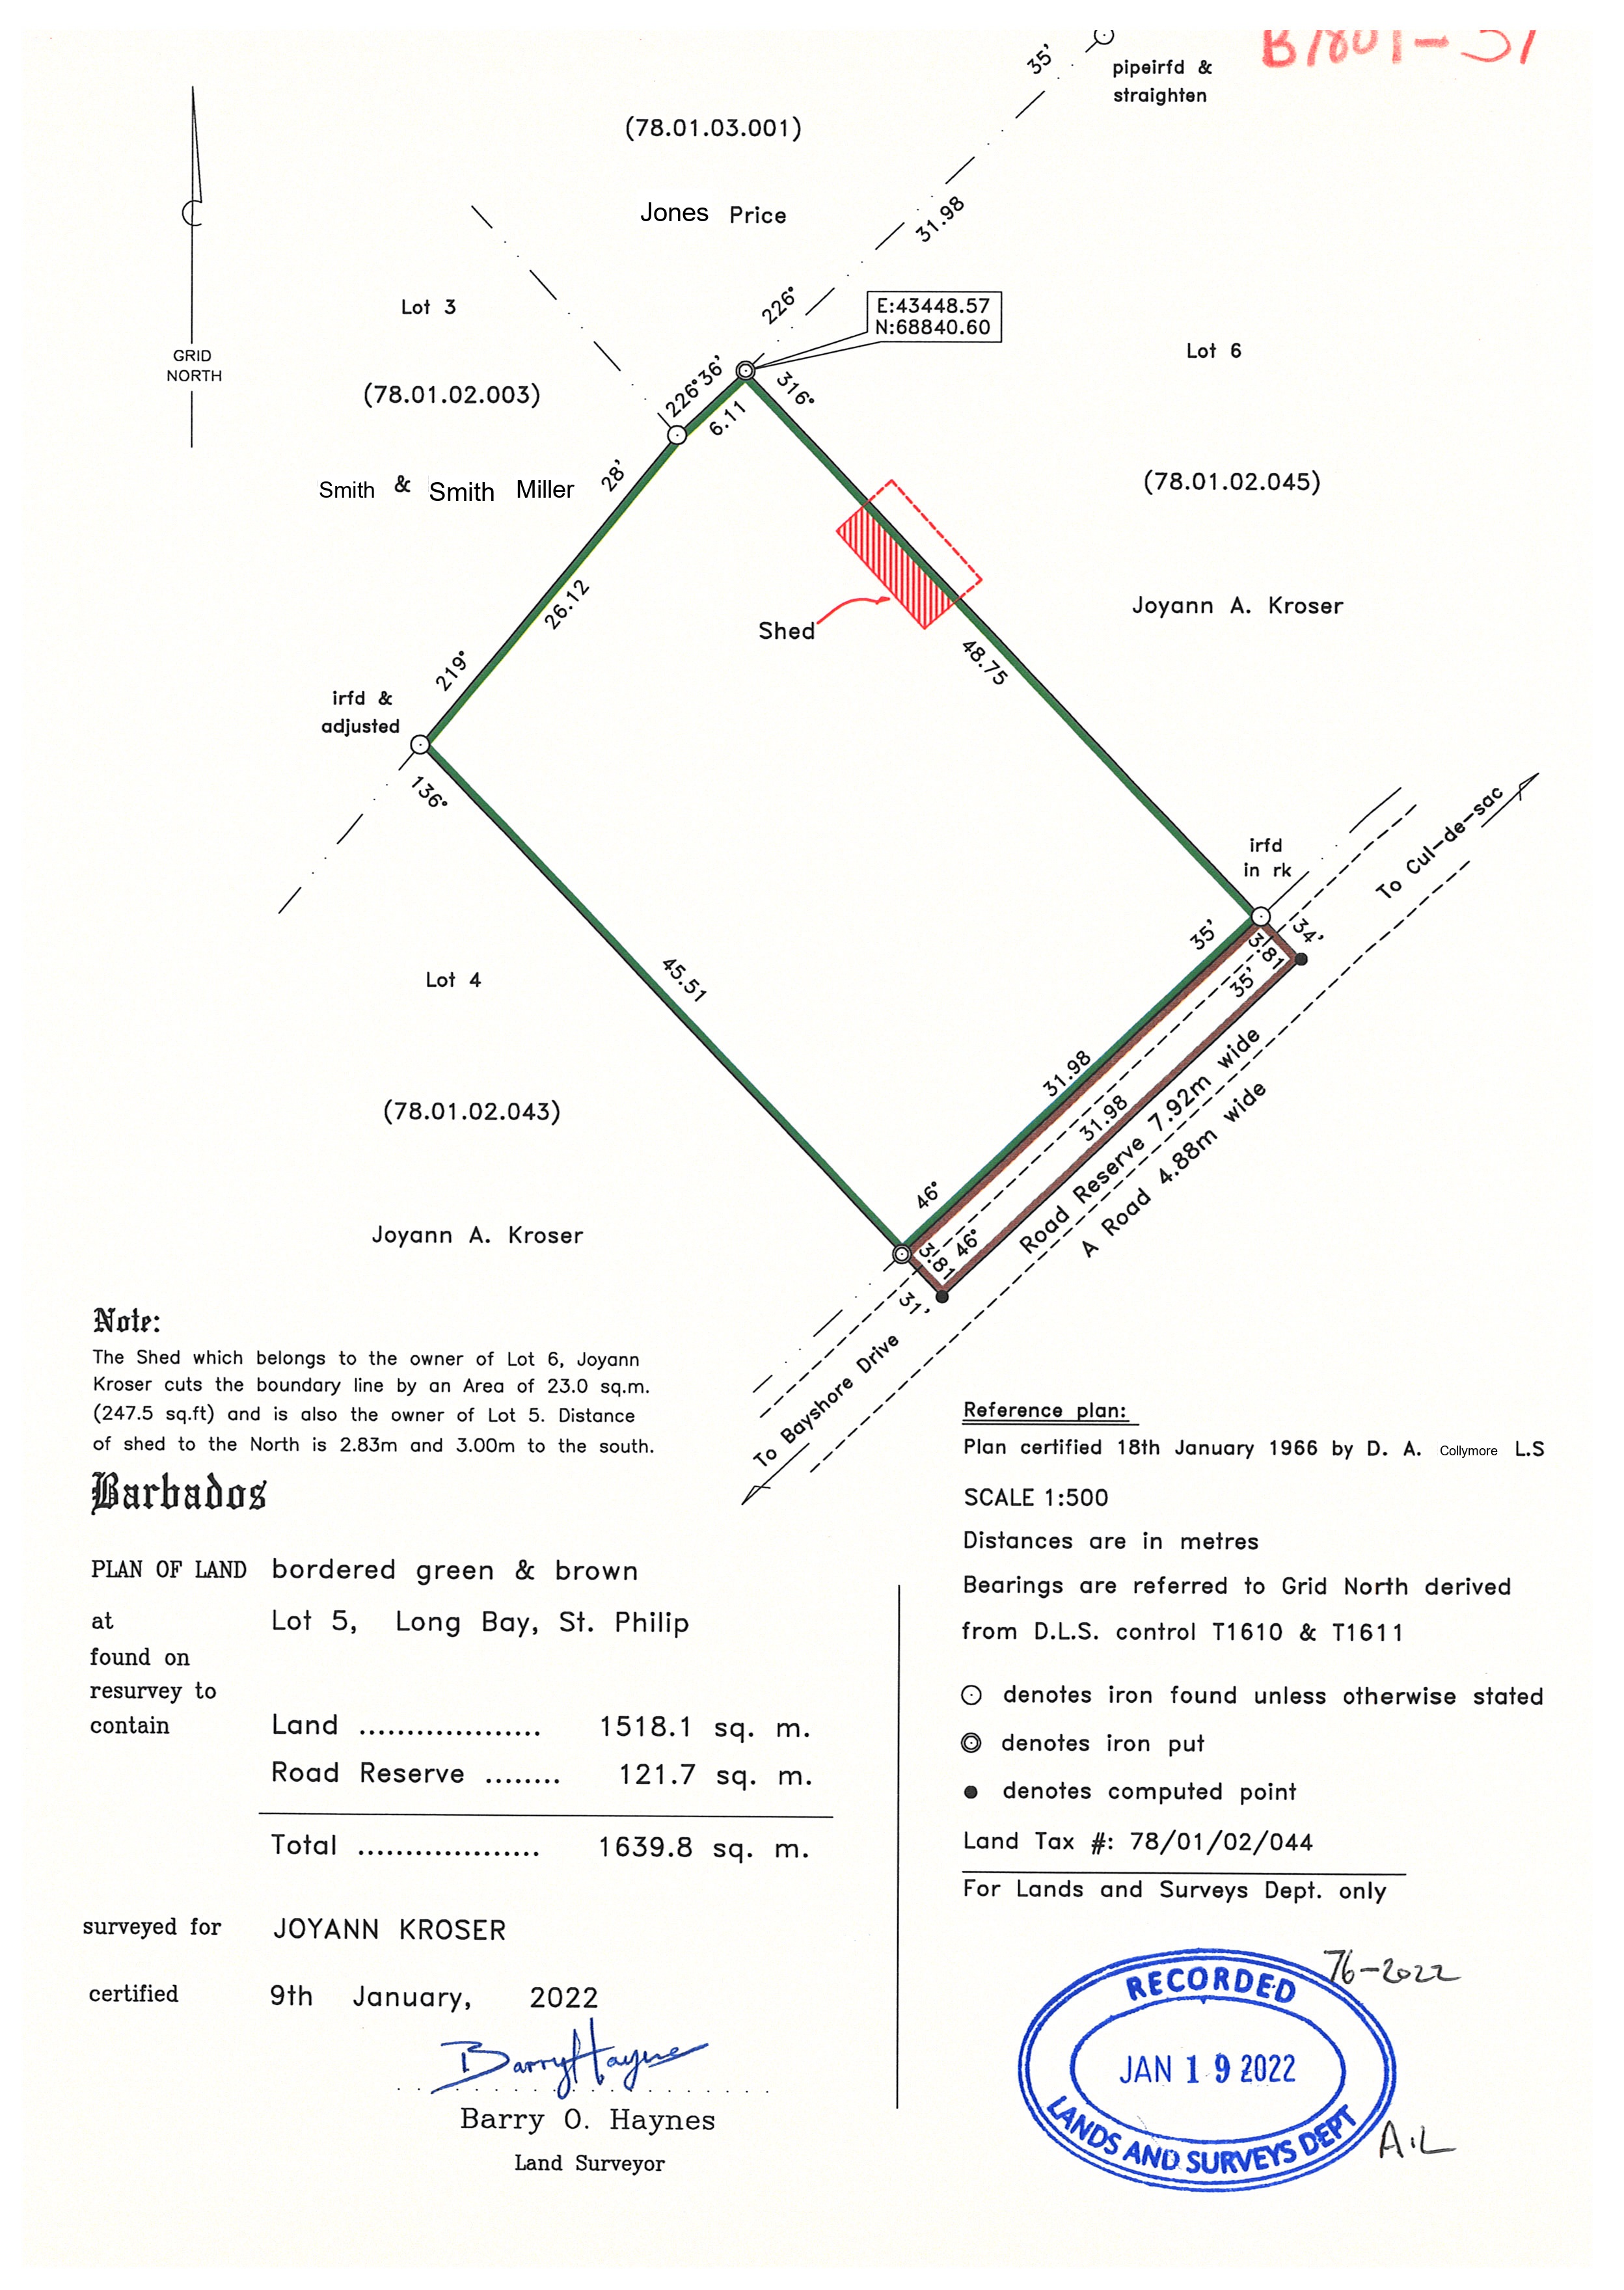 B7801-
35'
pipeirfd &
straighten
(78.01.03.001)
Jones Price
31.98
226°
E:43448.57
N:68840.60
Lot 3
Lot 6
GRID
NORTH
(78.01.02.003)
226°36'
316°
6.11
Smith & Smith Miller
28'
(78.01.02.045)
26.12
Joyann A. Kroser
Shed
48.75
219°
irfd &
adjusted
136°
To Cul-de-sac
irfd
in rk
35'
34'
3.81
35'
Lot 4
45.51
31.98
31.98
(78.01.02.043)
Road Reserve 7.92m wide
A Road 4.88m wide
46°
46°
3.81
31'
Joyann A. Kroser
To Bayshore Drive
Note:
The Shed which belongs to the owner of Lot 6, Joyann
Kroser cuts the boundary line by an Area of 23.0 sq.m.
(247.5 sq.ft) and is also the owner of Lot 5. Distance
of shed to the North is 2.83m and 3.00m to the south.
Barbados
PLAN OF LAND bordered green & brown
at Lot 5, Long Bay, St. Philip
found on
resurvey to
contain
Land ................... 1518.1 sq. m.
Road Reserve ........ 121.7 sq. m.
Total ................... 1639.8 sq. m.
surveyed for JOYANN KROSER
certified 9th January, 2022
Barry Haynes
Barry O. Haynes
Land Surveyor
Reference plan:
Plan certified 18th January 1966 by D. A. Collymore L.S
SCALE 1:500
Distances are in metres
Bearings are referred to Grid North derived
from D.L.S. control T1610 & T1611
denotes iron found unless otherwise stated
denotes iron put
denotes computed point
Land Tax #: 78/01/02/044
For Lands and Surveys Dept. only
76-2022
RECORDED
JAN 19 2022
LANDS AND SURVEYS DEPT
A.L